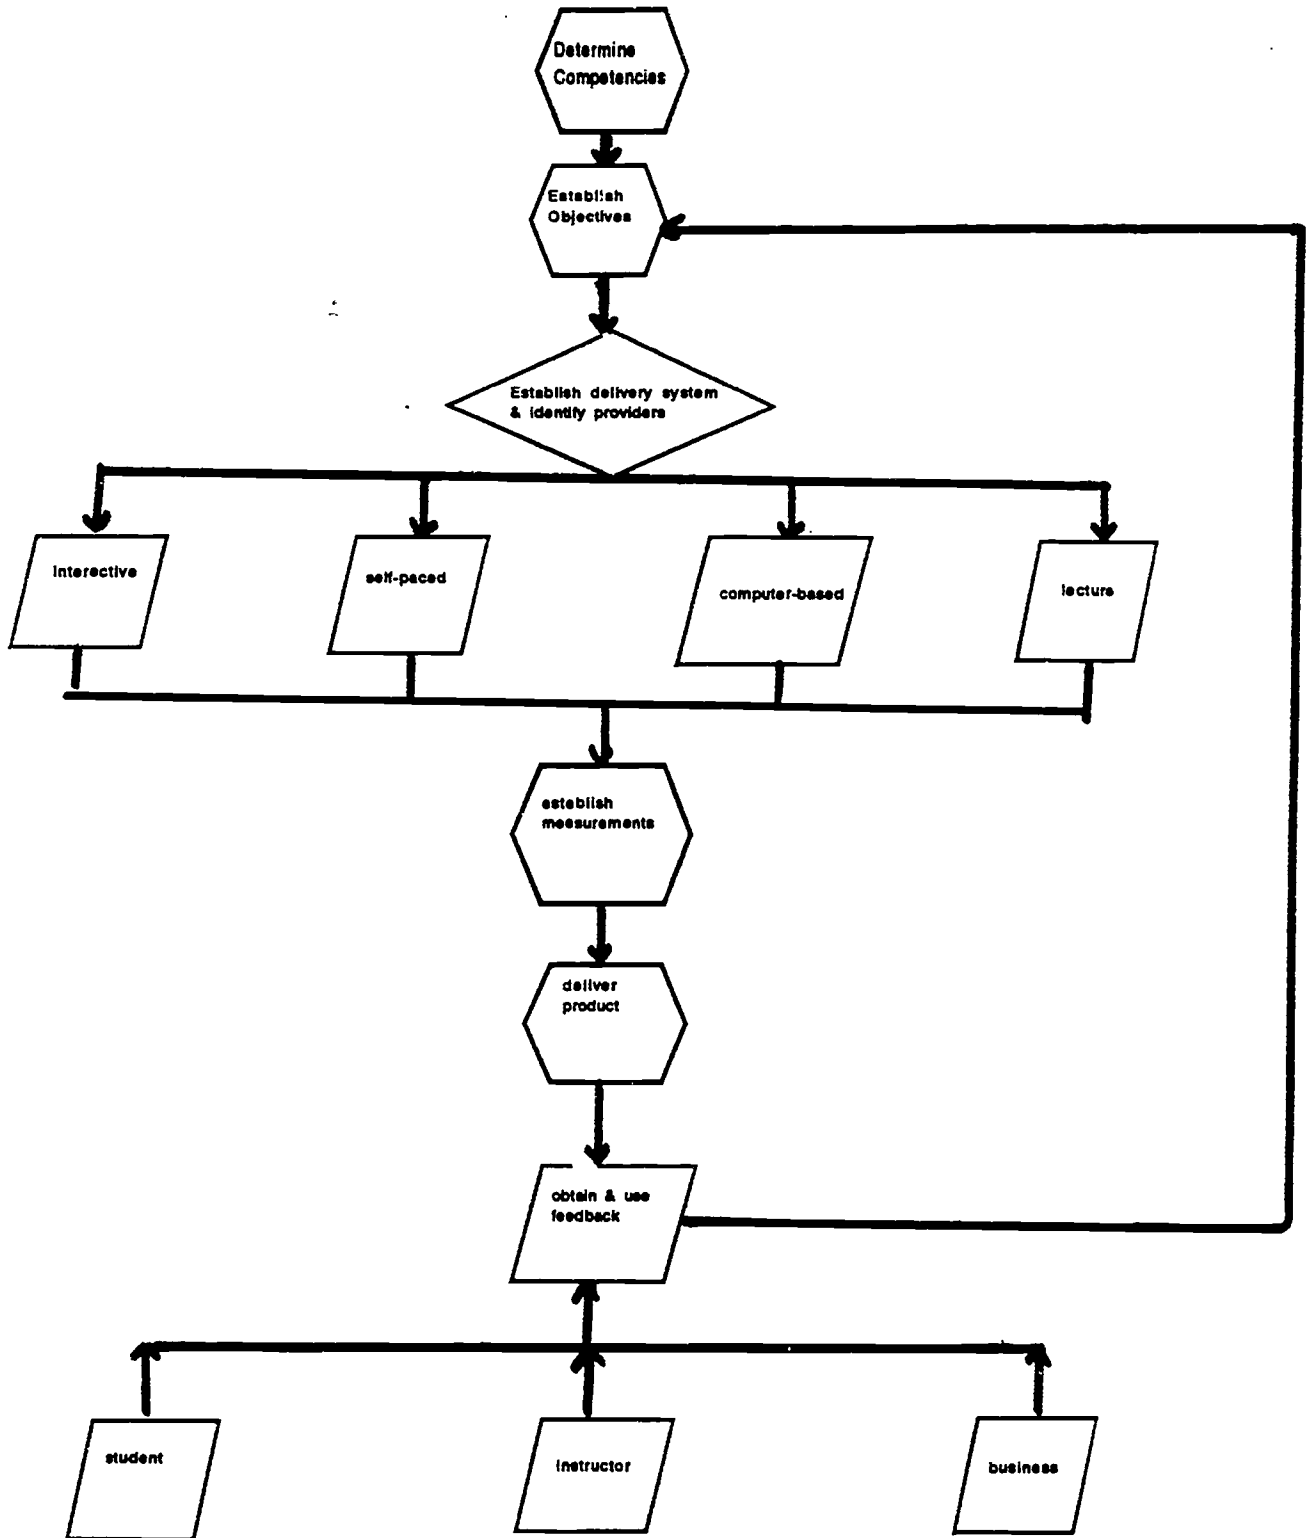 Determine
Competencies
Establish
Objectives
Establish delivery system
& identify providers
interective
self-paced
computer-based
lecture
establish
measurements
deliver
product
obtain & use
feedback
student
instructor
business